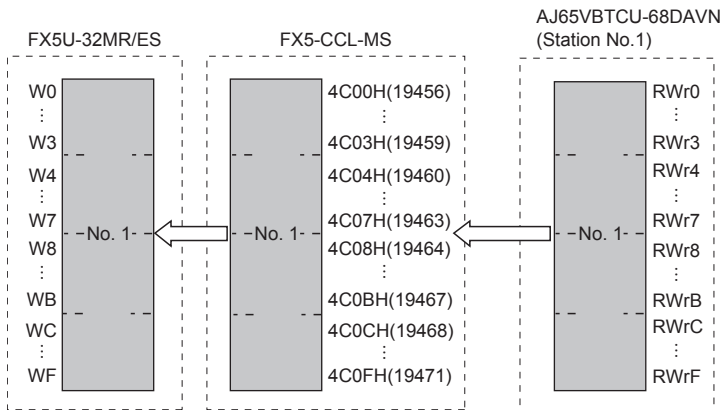 FX5U-32MR/ES
FX5-CCL-MS
AJ65VBTCU-68DAVN
(Station No.1)
W0
⋮
W3
W4
⋮
W7
W8
⋮
WB
WC
⋮
WF
No. 1
4C00H(19456)
⋮
4C03H(19459)
4C04H(19460)
⋮
4C07H(19463)
4C08H(19464)
⋮
4C0BH(19467)
4C0CH(19468)
⋮
4C0FH(19471)
No. 1
RWr0
⋮
RWr3
RWr4
⋮
RWr7
RWr8
⋮
RWrB
RWrC
⋮
RWrF
No. 1